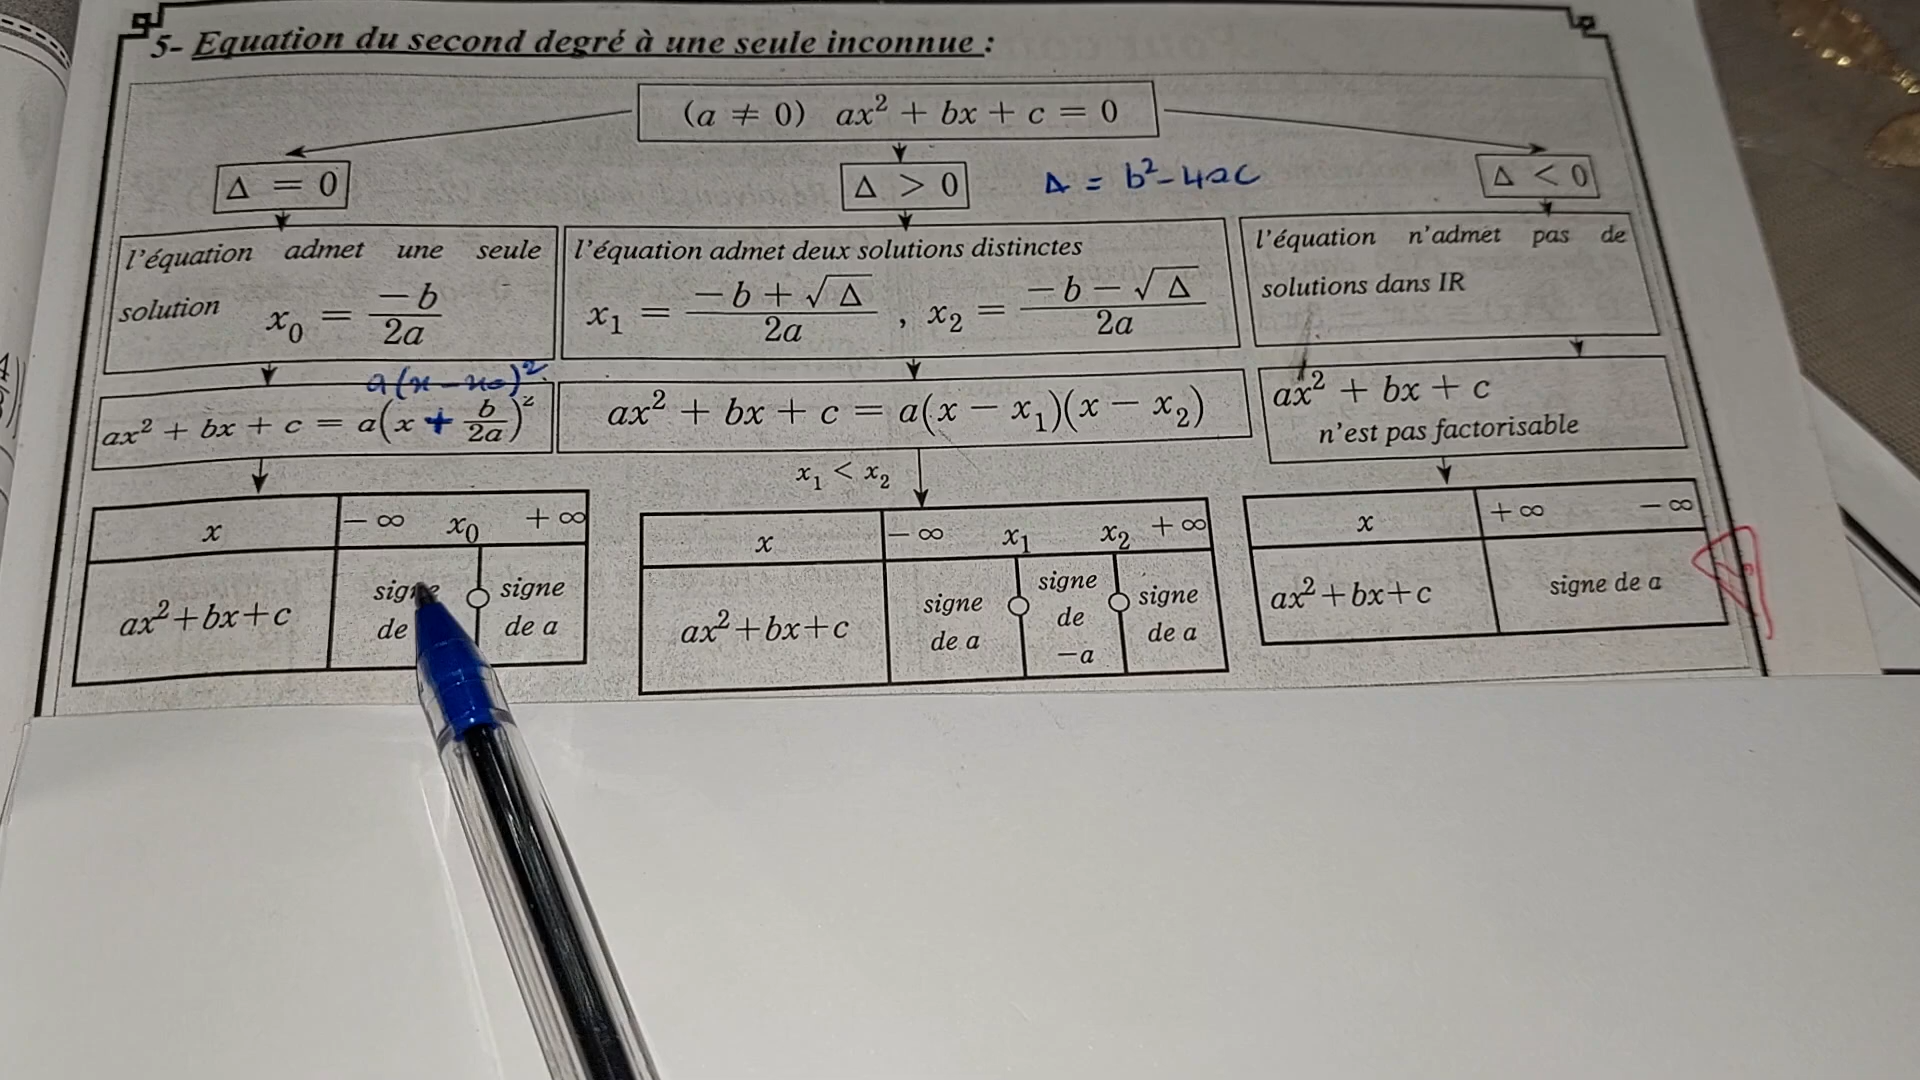 5- Equation du second degré à une seule inconnue :
(a ≠ 0) ax² + bx + c = 0
Δ = 0
l'équation admet une seule
solution x₀ = -b / 2a
a(x-x₀)²
ax² + bx + c = a(x + b/2a)²
x -∞ x₀ +∞
ax²+bx+c signe de signe de a
Δ > 0
Δ = b²-4ac
l'équation admet deux solutions distinctes
x₁ = (-b + √Δ) / 2a , x₂ = (-b - √Δ) / 2a
ax² + bx + c = a(x - x₁)(x - x₂)
x₁ < x₂
x -∞ x₁ x₂ +∞
ax²+bx+c signe de a signe de -a signe de a
Δ < 0
l'équation n'admet pas de
solutions dans IR
ax² + bx + c
n'est pas factorisable
x +∞ -∞
ax²+bx+c signe de a